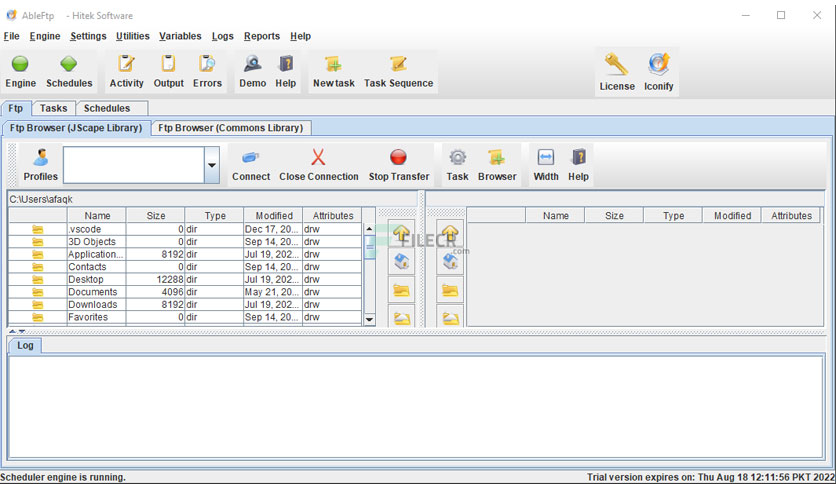 AbleFtp - Hitek Software
File Engine Settings Utilities Variables Logs Reports Help
Engine Schedules Activity Output Errors Demo Help New task Task Sequence License Iconify
Ftp Tasks Schedules
Ftp Browser (JScape Library) Ftp Browser (Commons Library)
Profiles Connect Close Connection Stop Transfer Task Browser Width Help
C:\Users\afaqk
Name Size Type Modified Attributes Name Size Type Modified Attributes
.vscode 0 dir Dec 17, 20... drw
3D Objects 0 dir Sep 14, 20... drw
Application... 8192 dir Jul 19, 202... drw
Contacts 0 dir Sep 14, 20... drw
Desktop 12288 dir Jul 19, 202... drw
Documents 4096 dir May 21, 20... drw
Downloads 8192 dir Jul 19, 202... drw
Favorites 0 dir Sep 14, 20... drw
FILECR
.com
Log
Scheduler engine is running. Trial version expires on: Thu Aug 18 12:11:56 PKT 2022